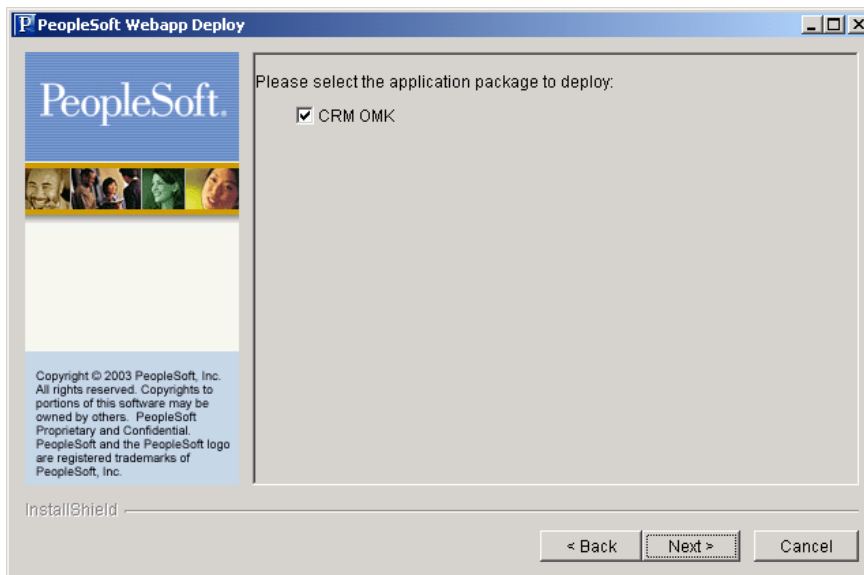 PeopleSoft Webapp Deploy
PeopleSoft.
Please select the application package to deploy:
CRM OMK
Copyright © 2003 PeopleSoft, Inc.
All rights reserved. Copyrights to
portions of this software may be
owned by others. PeopleSoft
Proprietary and Confidential.
PeopleSoft and the PeopleSoft logo
are registered trademarks of
PeopleSoft, Inc.
InstallShield
< Back
Next >
Cancel